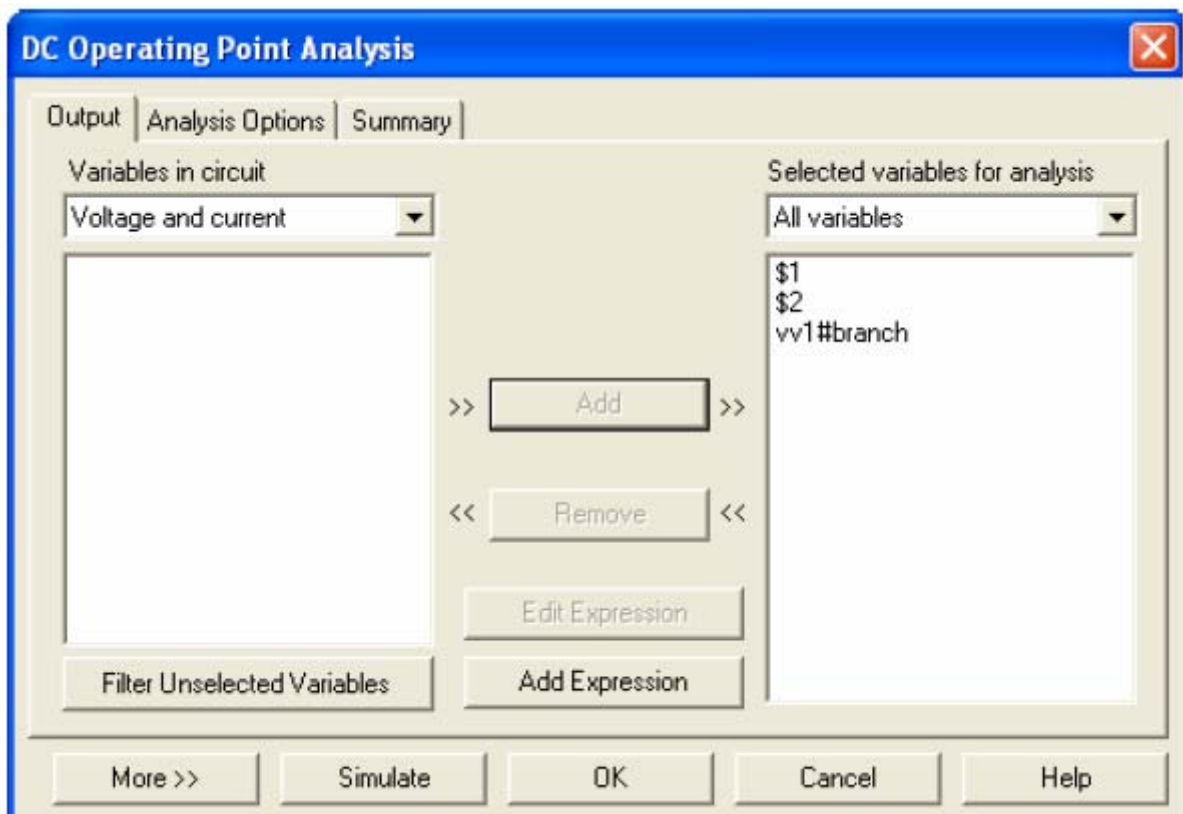 DC Operating Point Analysis
Output
Analysis Options
Summary
Variables in circuit
Voltage and current
Selected variables for analysis
All variables
$1
$2
vv1#branch
>> Add >>
<< Remove <<
Edit Expression
Filter Unselected Variables
Add Expression
More >>
Simulate
OK
Cancel
Help